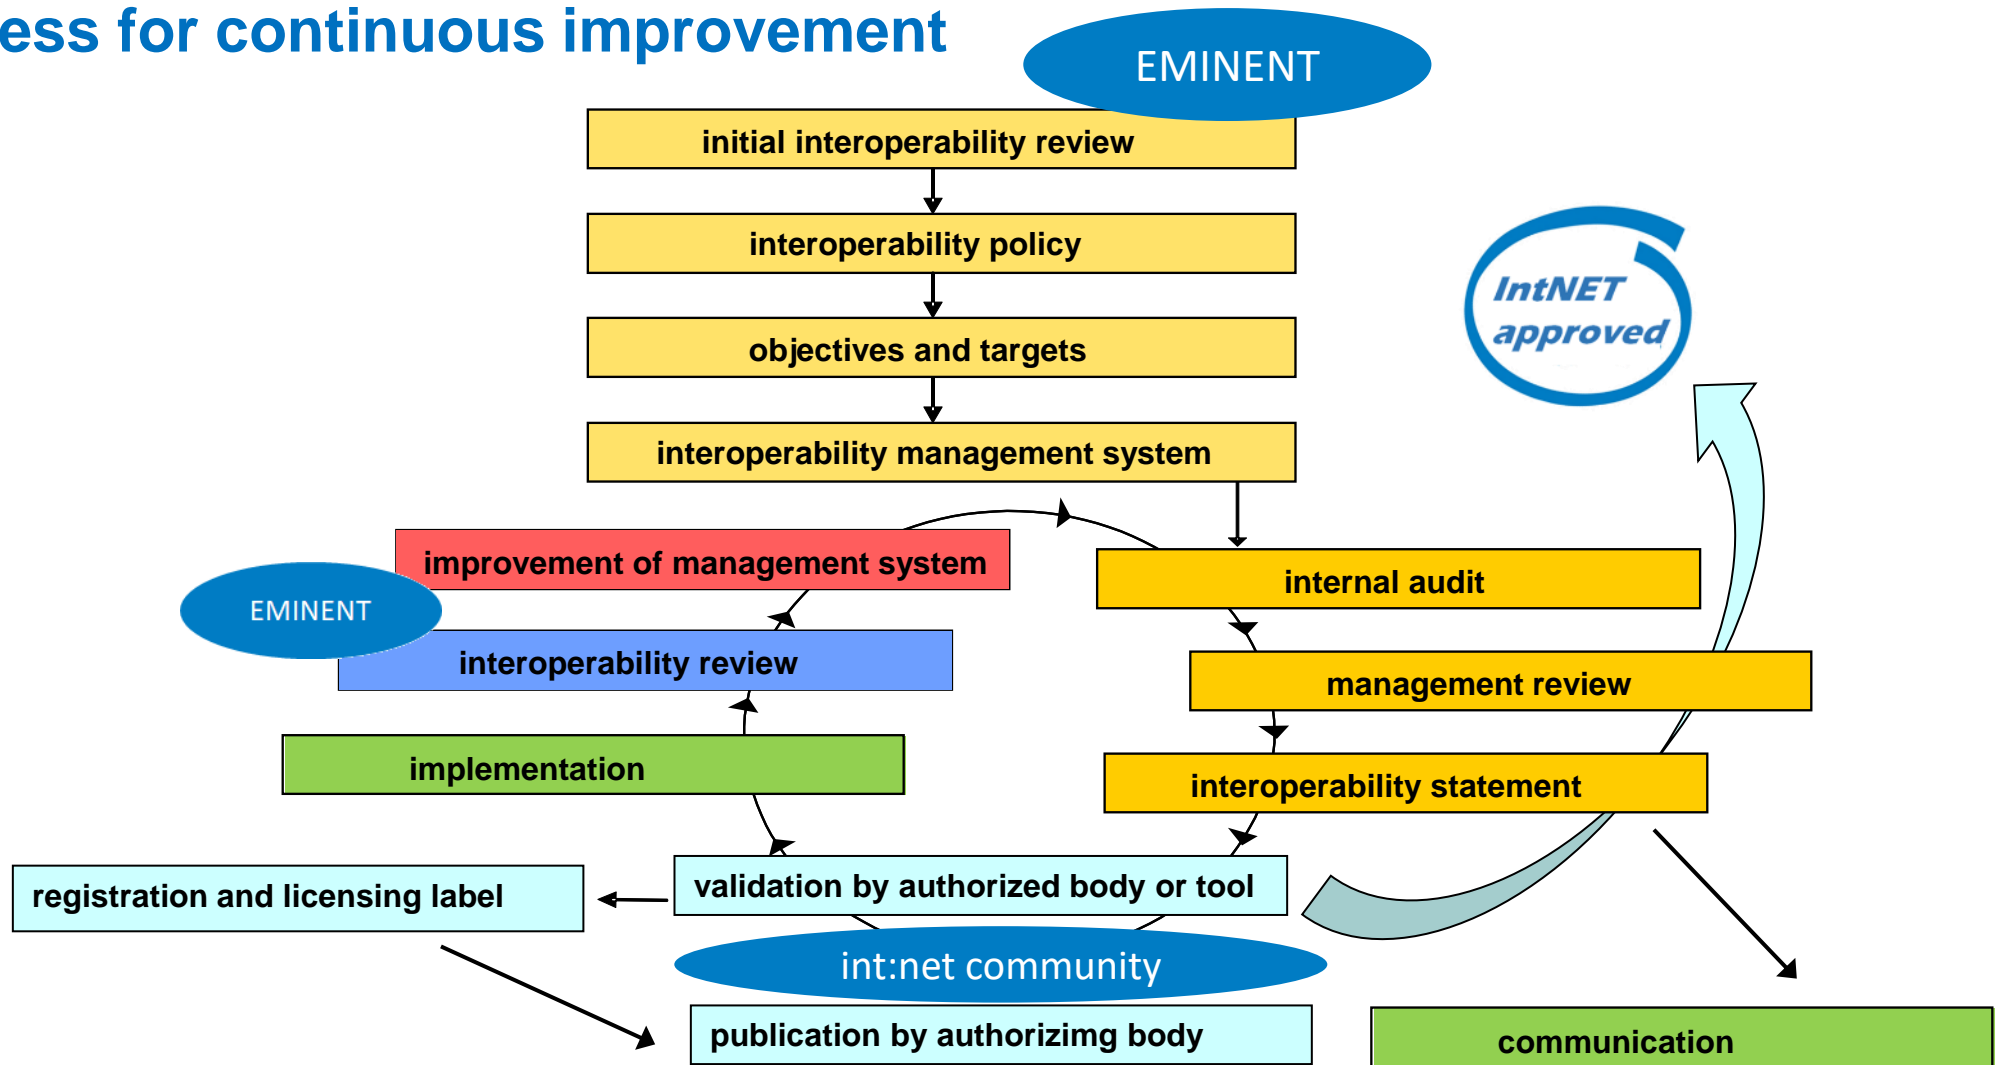 ess for continuous improvement
EMINENT
initial interoperability review
interoperability policy
IntNET
approved
objectives and targets
interoperability management system
improvement of management system
internal audit
EMINENT
interoperability review
management review
implementation
interoperability statement
registration and licensing label
validation by authorized body or tool
int:net community
publication by authorizimg body
communication